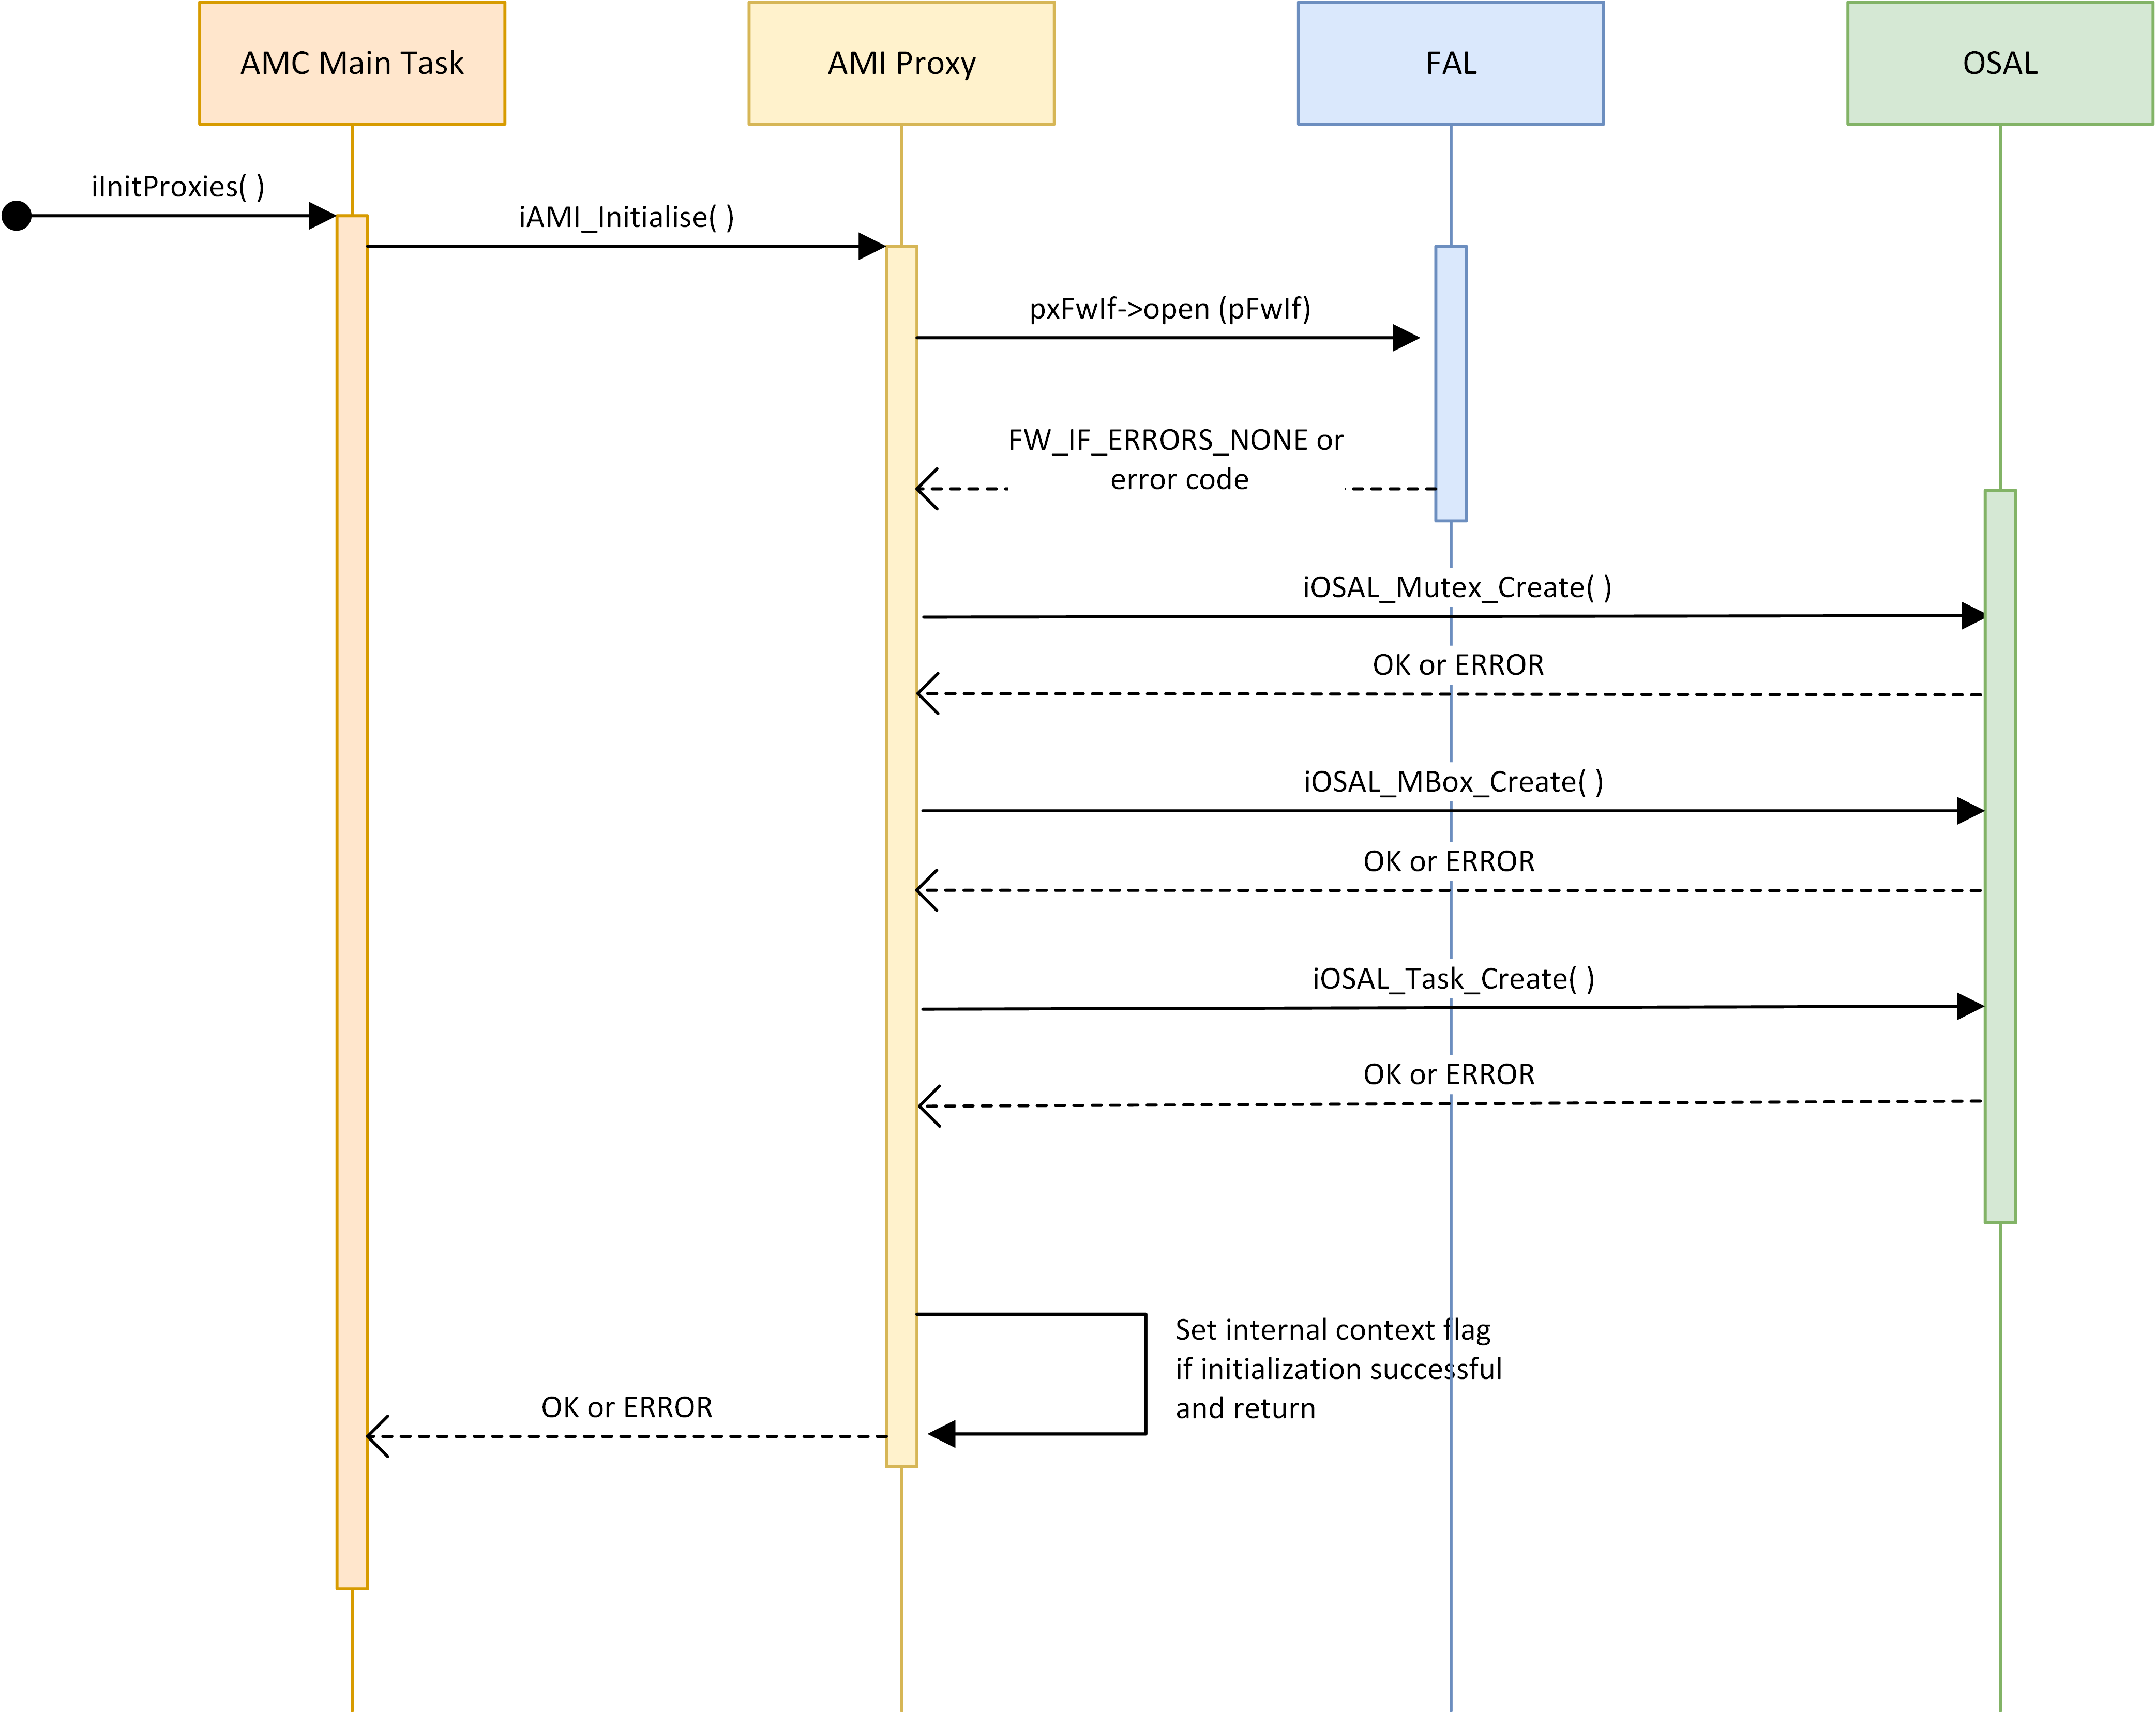 AMC Main Task
AMI Proxy
FAL
OSAL
iInitProxies( )
iAMI_Initialise( )
pxFwIf->open (pFwIf)
FW_IF_ERRORS_NONE or
error code
iOSAL_Mutex_Create( )
OK or ERROR
iOSAL_MBox_Create( )
OK or ERROR
iOSAL_Task_Create( )
OK or ERROR
Set internal context flag
if initialization successful
and return
OK or ERROR